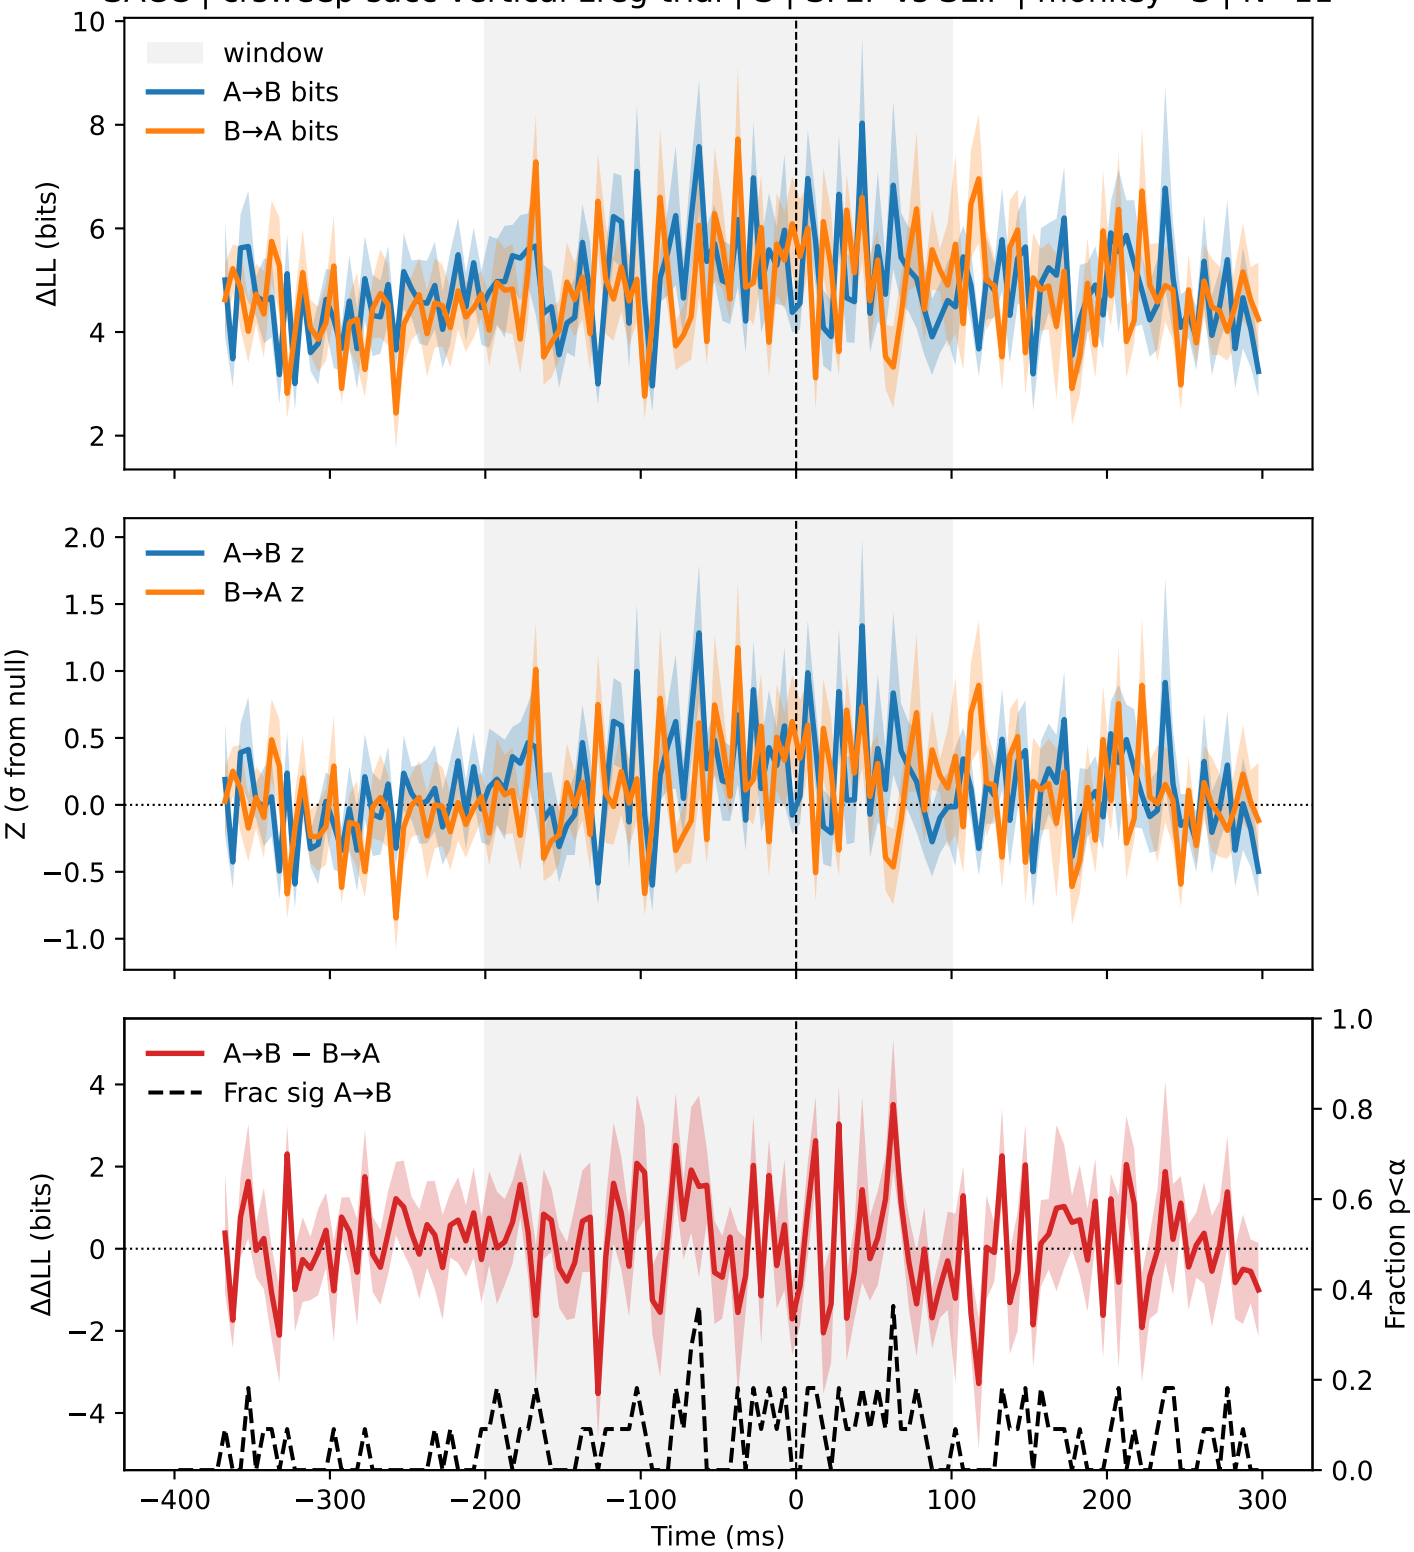 10
8
6
4
2
ΔLL (bits)
window
A→B bits
B→A bits
2.0
1.5
1.0
0.5
0.0
−0.5
−1.0
Z (σ from null)
A→B z
B→A z
4
2
0
−2
−4
ΔΔLL (bits)
A→B − B→A
Frac sig A→B
1.0
0.8
0.6
0.4
0.2
0.0
Fraction p<α
−400 −300 −200 −100 0 100 200 300
Time (ms)